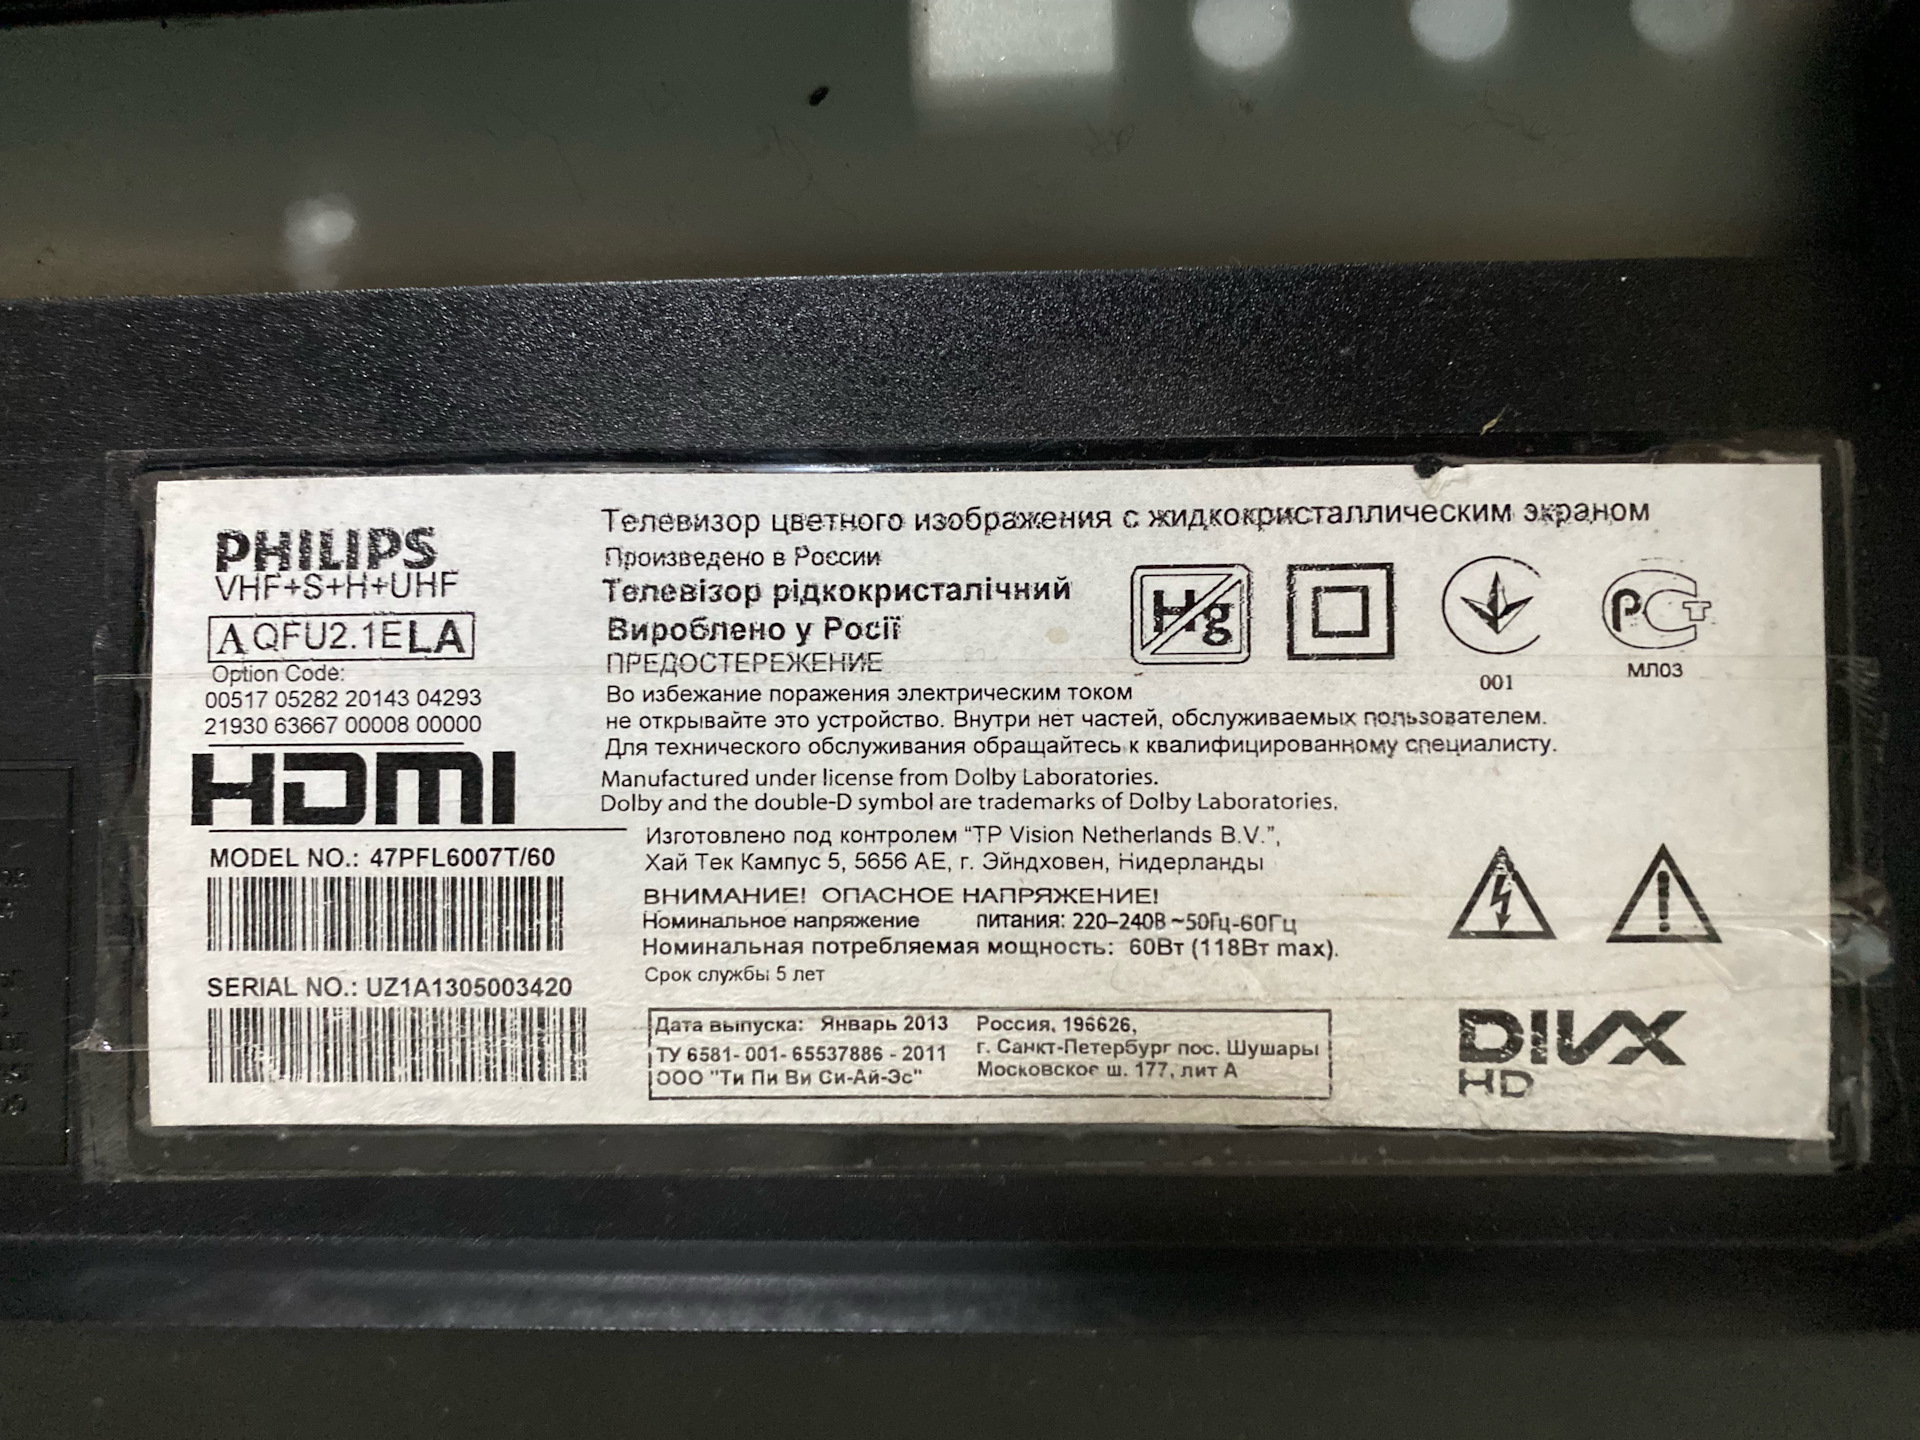 PHILIPS
VHF+S+H+UHF
A QFU2.1E LA
Option Code:
00517 05282 20143 04293
21930 63667 00008 00000
HDMI
MODEL NO.: 47PFL6007T/60
SERIAL NO.: UZ1A1305003420
Телевизор цветного изображения с жидкокристаллическим экраном
Произведено в России
Телевізор рідкокристалічний
Вироблено у Росії
ПРЕДОСТЕРЕЖЕНИЕ
Hg
001
РСТ
МЛ03
Во избежание поражения электрическим током
не открывайте это устройство. Внутри нет частей, обслуживаемых пользователем.
Для технического обслуживания обращайтесь к квалифицированному специалисту.
Manufactured under license from Dolby Laboratories.
Dolby and the double-D symbol are trademarks of Dolby Laboratories.
Изготовлено под контролем "TP Vision Netherlands B.V.",
Хай Тек Кампус 5, 5656 AE, г. Эйндховен, Нидерланды
ВНИМАНИЕ! ОПАСНОЕ НАПРЯЖЕНИЕ!
Номинальное напряжение питания: 220–240В ~50Гц-60Гц
Номинальная потребляемая мощность: 60Вт (118Вт max).
Срок службы 5 лет
Дата выпуска: Январь 2013
ТУ 6581- 001- 65537886 - 2011
ООО "Ти Пи Ви Си-Ай-Эс"
Россия, 196626,
г. Санкт-Петербург пос. Шушары
Московское ш. 177, лит А
DIVX
HD